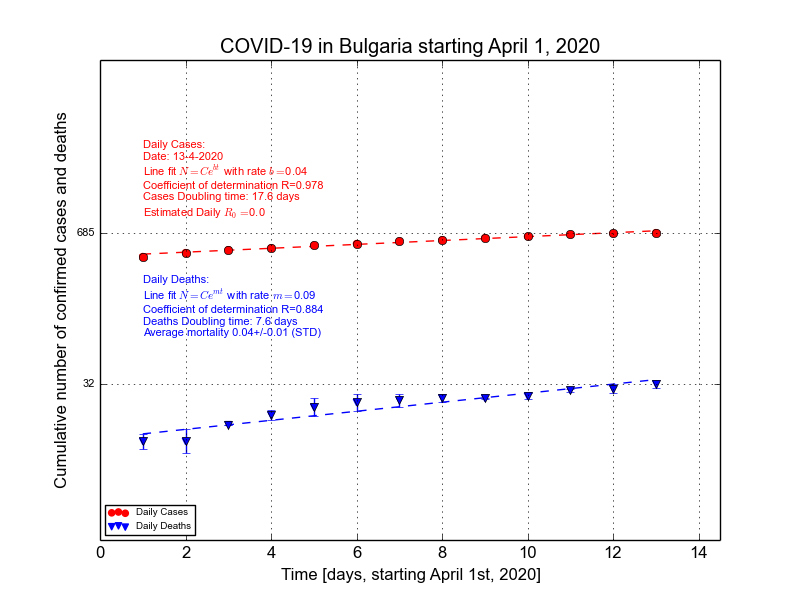 COVID-19 in Bulgaria starting April 1, 2020
Cumulative number of confirmed cases and deaths
685
32
Daily Cases:
Date: 13-4-2020
Line fit N=Ce^{bt} with rate b=0.04
Coefficient of determination R=0.978
Cases Doubling time: 17.6 days
Estimated Daily R_0 =0.0
Daily Deaths:
Line fit N=Ce^{mt} with rate m=0.09
Coefficient of determination R=0.884
Deaths Doubling time: 7.6 days
Average mortality 0.04+/-0.01 (STD)
Daily Cases
Daily Deaths
0 2 4 6 8 10 12 14
Time [days, starting April 1st, 2020]